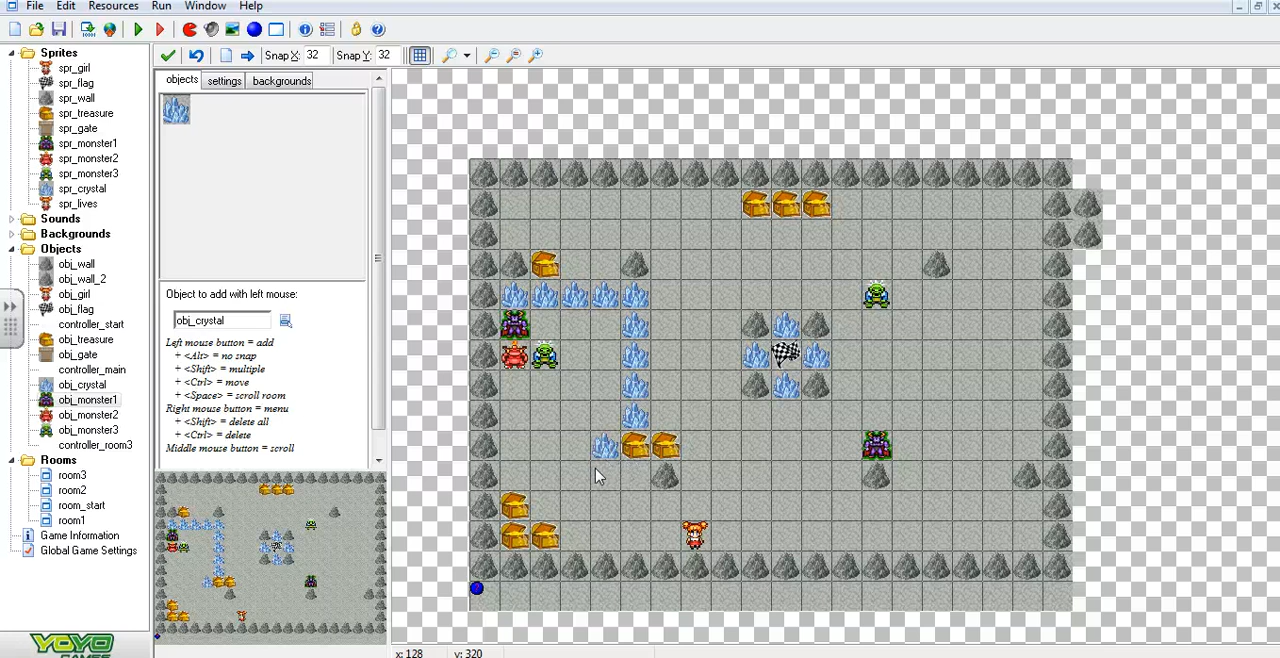 File Edit Resources Run Window Help
Snap X: 32 Snap Y: 32
Sprites
spr_girl
spr_flag
spr_wall
spr_treasure
spr_gate
spr_monster1
spr_monster2
spr_monster3
spr_crystal
spr_lives
Sounds
Backgrounds
Objects
obj_wall
obj_wall_2
obj_girl
obj_flag
controller_start
obj_treasure
obj_gate
controller_main
obj_crystal
obj_monster1
obj_monster2
obj_monster3
controller_room3
Rooms
room3
room2
room_start
room1
Game Information
Global Game Settings
YOYO
GAMES
objects settings backgrounds
Object to add with left mouse:
obj_crystal
Left mouse button = add
+ <Alt> = no snap
+ <Shift> = multiple
+ <Ctrl> = move
+ <Space> = scroll room
Right mouse button = menu
+ <Shift> = delete all
+ <Ctrl> = delete
Middle mouse button = scroll
x: 128 y: 320